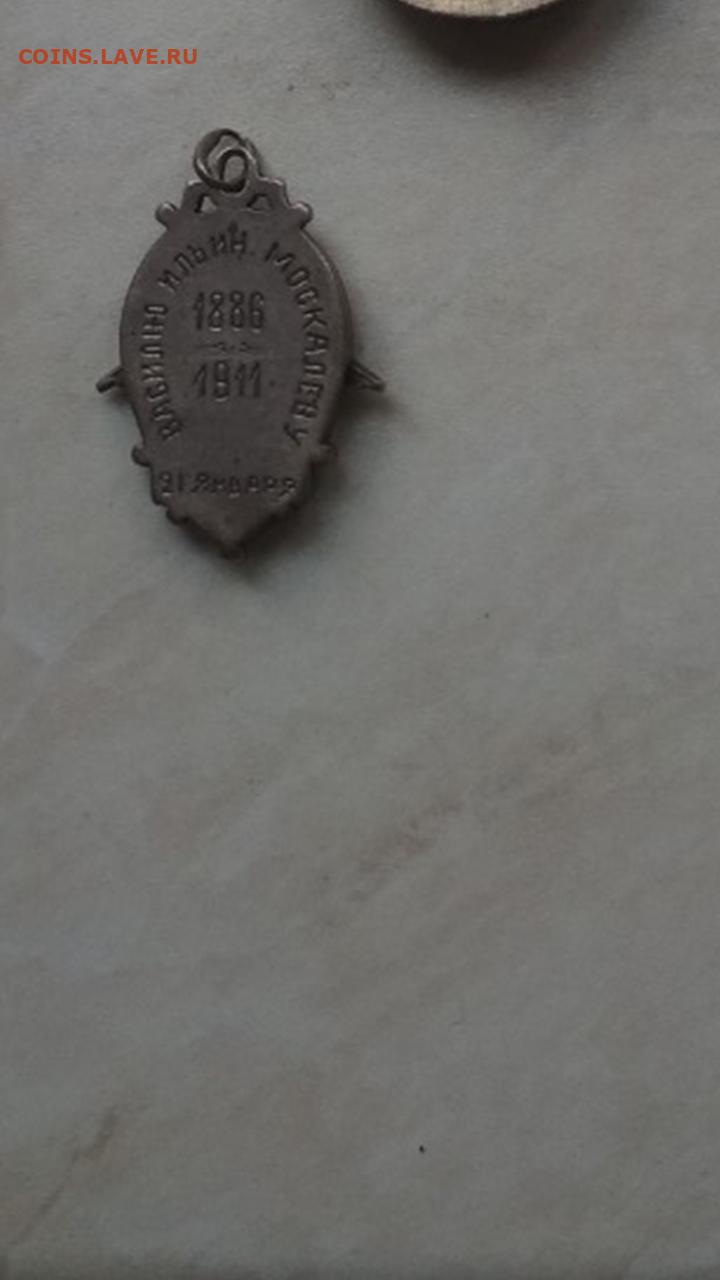 COINS.LAVE.RU
ВАСИЛІЮ ИЛЬИН. МОСКАЛЕВУ
1886
1911
21 ЯНВАРЯ